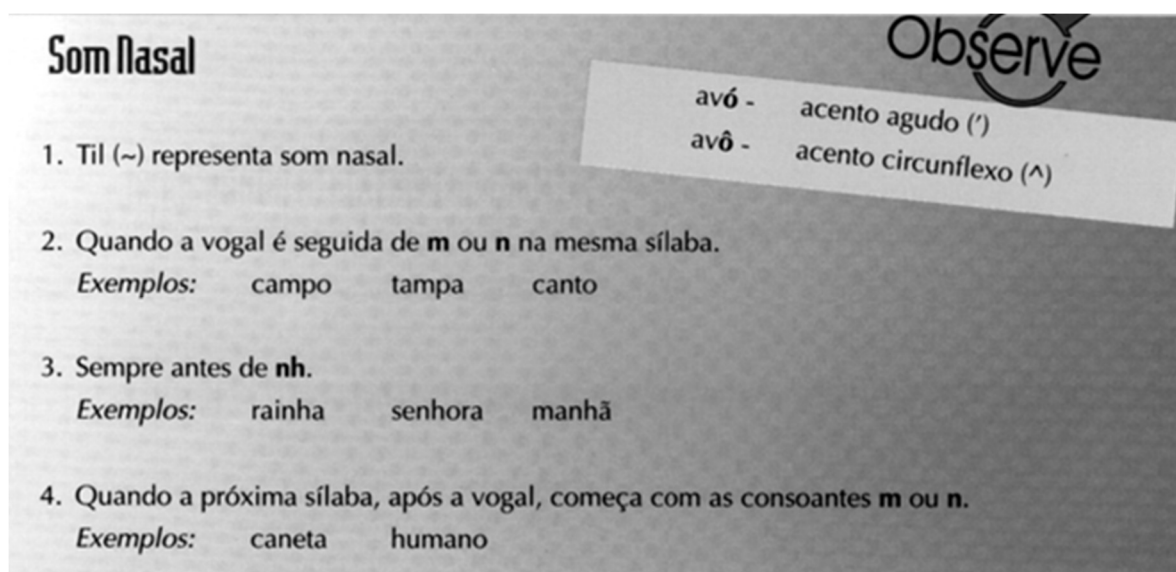 Som Nasal
Observe
avó - acento agudo (′)
avô - acento circunflexo (^)
1. Til (~) representa som nasal.
2. Quando a vogal é seguida de m ou n na mesma sílaba.
Exemplos: campo tampa canto
3. Sempre antes de nh.
Exemplos: rainha senhora manhã
4. Quando a próxima sílaba, após a vogal, começa com as consoantes m ou n.
Exemplos: caneta humano